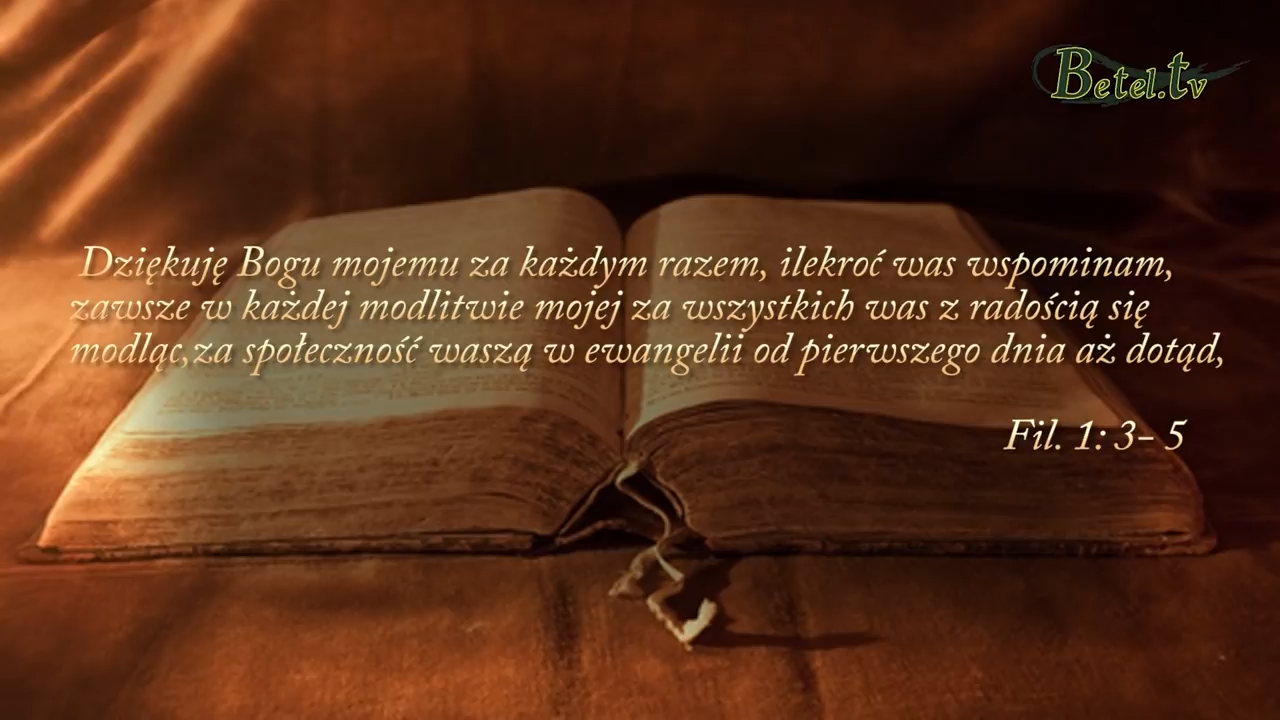 Betel.tv
Dziękuję Bogu mojemu za każdym razem, ilekroć was wspominam,
zawsze w każdej modlitwie mojej za wszystkich was z radością się
modląc,za społeczność waszą w ewangelii od pierwszego dnia aż dotąd,
Fil. 1: 3- 5